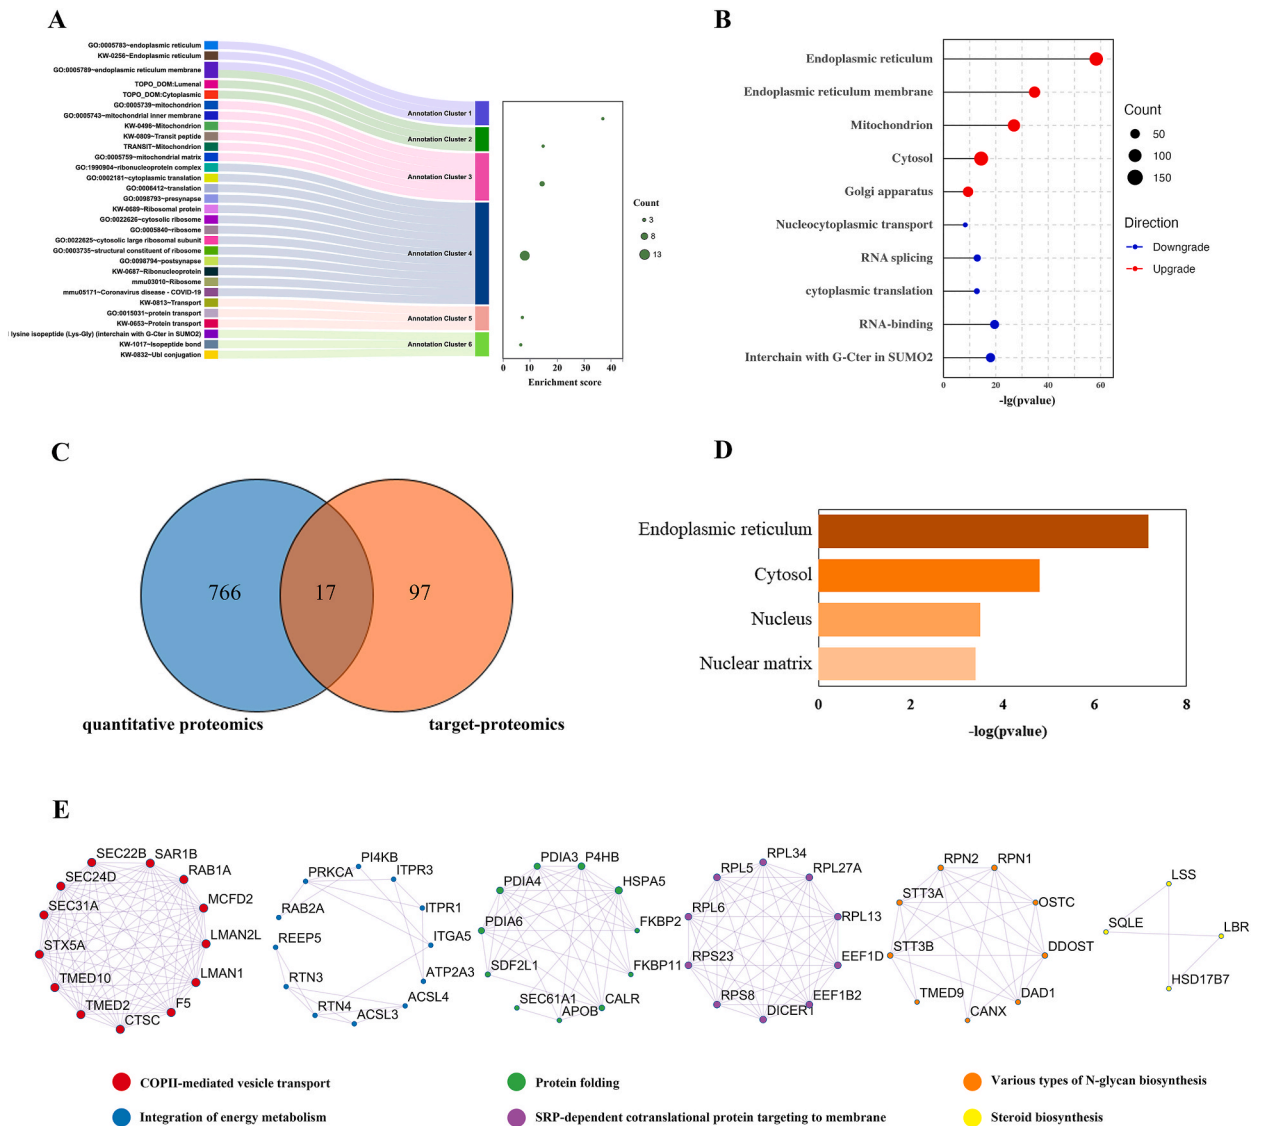 A
GO:0005783~endoplasmic reticulum
KW-0256~Endoplasmic reticulum
GO:0005789~endoplasmic reticulum membrane
TOPO_DOM:Lumenal
TOPO_DOM:Cytoplasmic
GO:0005739~mitochondrion
GO:0005743~mitochondrial inner membrane
KW-0496~Mitochondrion
KW-0809~Transit peptide
TRANSIT~Mitochondrion
GO:0005759~mitochondrial matrix
GO:1990904~ribonucleoprotein complex
GO:0002181~cytoplasmic translation
GO:0006412~translation
GO:0098793~presynapse
KW-0689~Ribosomal protein
GO:0022626~cytosolic ribosome
GO:0005840~ribosome
GO:0022625~cytosolic large ribosomal subunit
GO:0003735~structural constituent of ribosome
GO:0098794~postsynapse
KW-0687~Ribonucleoprotein
mmu03010~Ribosome
mmu05171~Coronavirus disease - COVID-19
KW-0813~Transport
GO:0015031~protein transport
KW-0653~Protein transport
lysine isopeptide (Lys-Gly) (interchain with G-Cter in SUMO2)
KW-1017~Isopeptide bond
KW-0832~Ubl conjugation
Annotation Cluster 1
Annotation Cluster 2
Annotation Cluster 3
Annotation Cluster 4
Annotation Cluster 5
Annotation Cluster 6
0 10 20 30 40
Enrichment score
Count
3
8
13
B
Endoplasmic reticulum
Endoplasmic reticulum membrane
Mitochondrion
Cytosol
Golgi apparatus
Nucleocytoplasmic transport
RNA splicing
cytoplasmic translation
RNA-binding
Interchain with G-Cter in SUMO2
0 20 40 60
-lg(pvalue)
Count
50
100
150
Direction
Downgrade
Upgrade
C
766 17 97
quantitative proteomics
target-proteomics
D
Endoplasmic reticulum
Cytosol
Nucleus
Nuclear matrix
0 2 4 6 8
-log(pvalue)
E
SEC22B
SAR1B
RAB1A
MCFD2
LMAN2L
LMAN1
F5
CTSC
TMED2
TMED10
STX5A
SEC31A
SEC24D
PI4KB
ITPR3
ITPR1
ITGA5
ATP2A3
ACSL4
ACSL3
RTN4
RTN3
REEP5
RAB2A
PRKCA
PDIA3
P4HB
HSPA5
FKBP2
FKBP11
CALR
APOB
SEC61A1
SDF2L1
PDIA6
PDIA4
RPL34
RPL27A
RPL13
EEF1D
EEF1B2
DICER1
RPS8
RPS23
RPL6
RPL5
RPN2
RPN1
OSTC
DDOST
DAD1
CANX
TMED9
STT3B
STT3A
LSS
LBR
HSD17B7
SQLE
COPII-mediated vesicle transport
Protein folding
Various types of N-glycan biosynthesis
Integration of energy metabolism
SRP-dependent cotranslational protein targeting to membrane
Steroid biosynthesis